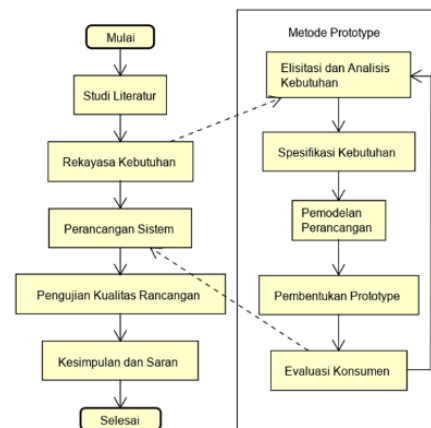 Mulai
Studi Literatur
Rekayasa Kebutuhan
Perancangan Sistem
Pengujian Kualitas Rancangan
Kesimpulan dan Saran
Selesai
Metode Prototype
Elisitasi dan Analisis
Kebutuhan
Spesifikasi Kebutuhan
Pemodelan
Perancangan
Pembentukan Prototype
Evaluasi Konsumen